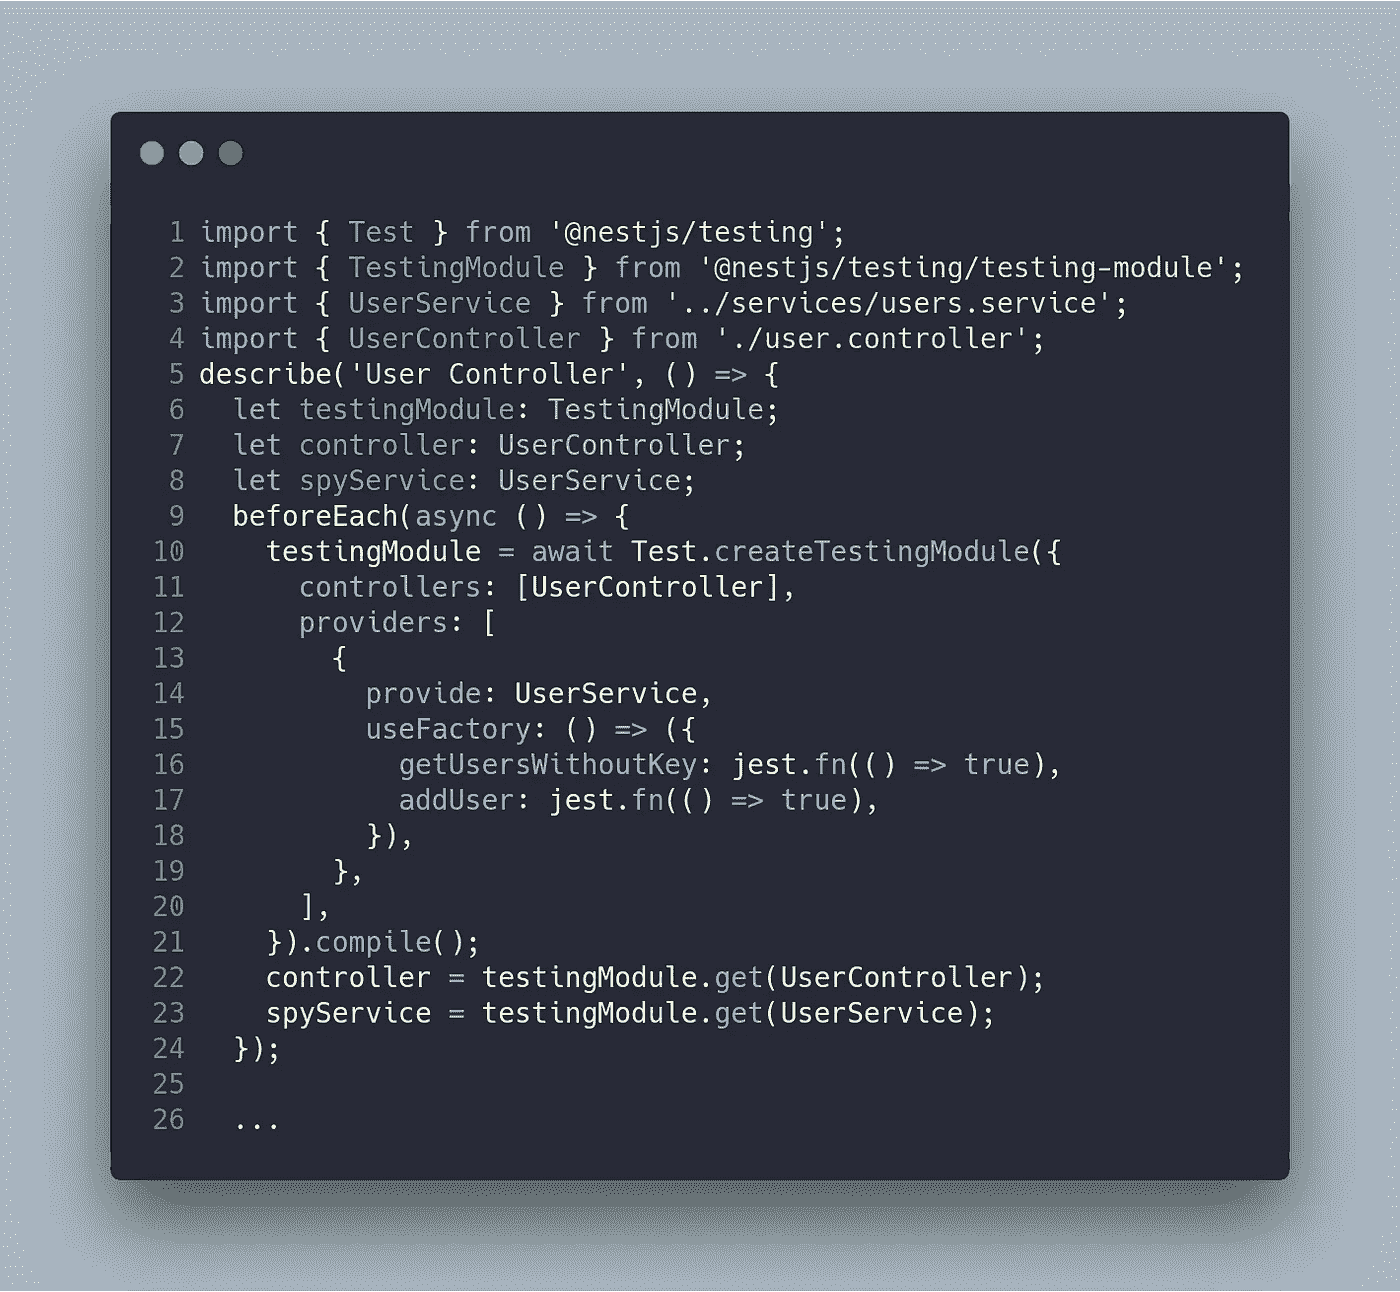 1 import { Test } from '@nestjs/testing';
2 import { TestingModule } from '@nestjs/testing/testing-module';
3 import { UserService } from '../services/users.service';
4 import { UserController } from './user.controller';
5 describe('User Controller', () => {
6   let testingModule: TestingModule;
7   let controller: UserController;
8   let spyService: UserService;
9   beforeEach(async () => {
10     testingModule = await Test.createTestingModule({
11       controllers: [UserController],
12       providers: [
13         {
14           provide: UserService,
15           useFactory: () => ({
16             getUsersWithoutKey: jest.fn(() => true),
17             addUser: jest.fn(() => true),
18           }),
19         },
20       ],
21     }).compile();
22     controller = testingModule.get(UserController);
23     spyService = testingModule.get(UserService);
24   });
25
26   ...